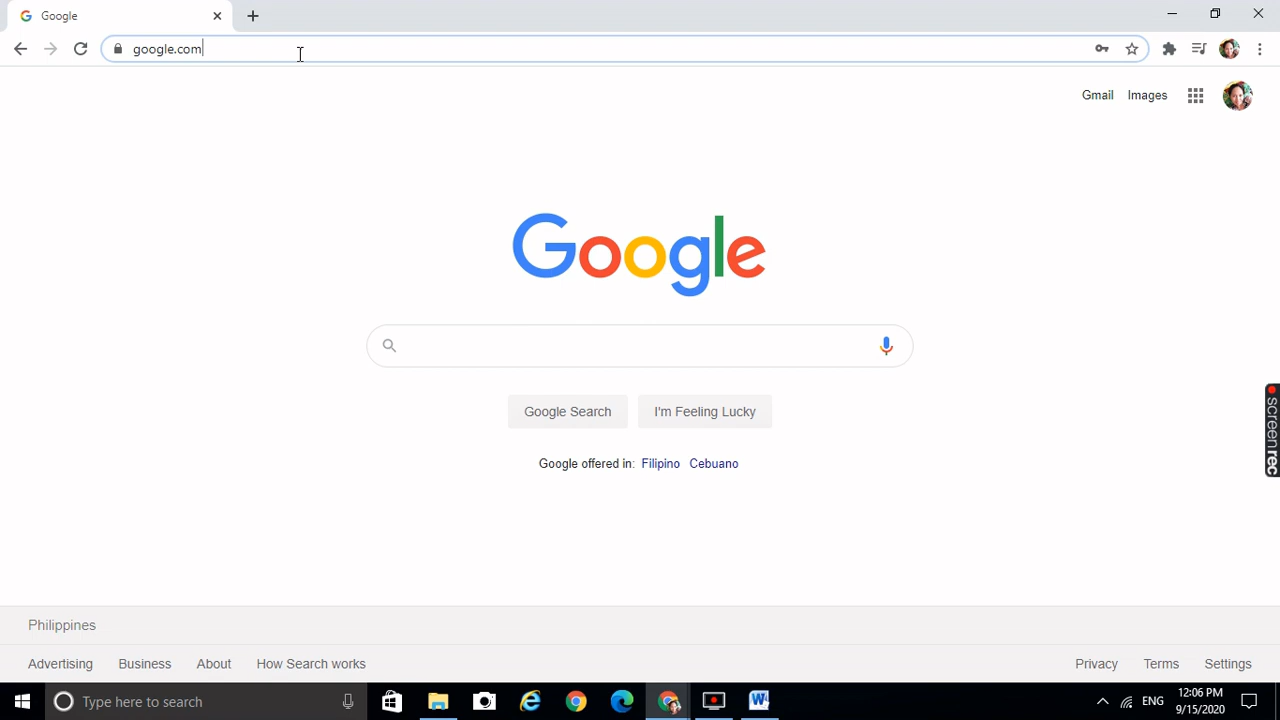 Google
google.com
Gmail Images
Google
Google Search I'm Feeling Lucky
Google offered in: Filipino Cebuano
screenrec
Philippines
Advertising Business About How Search works Privacy Terms Settings
Type here to search ENG 12:06 PM
9/15/2020